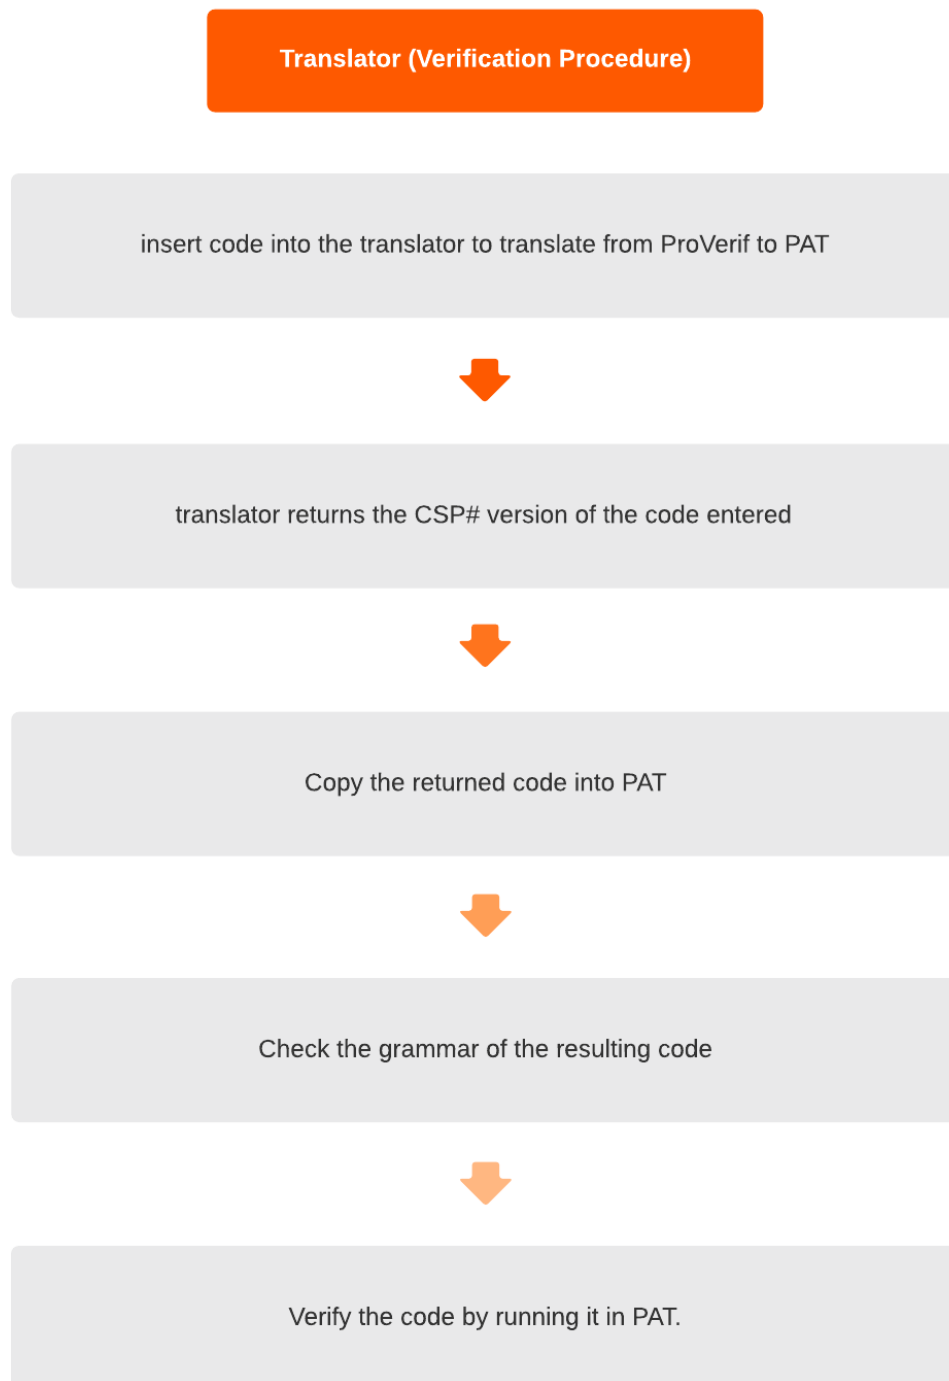 Translator (Verification Procedure)
insert code into the translator to translate from ProVerif to PAT
translator returns the CSP# version of the code entered
Copy the returned code into PAT
Check the grammar of the resulting code
Verify the code by running it in PAT.